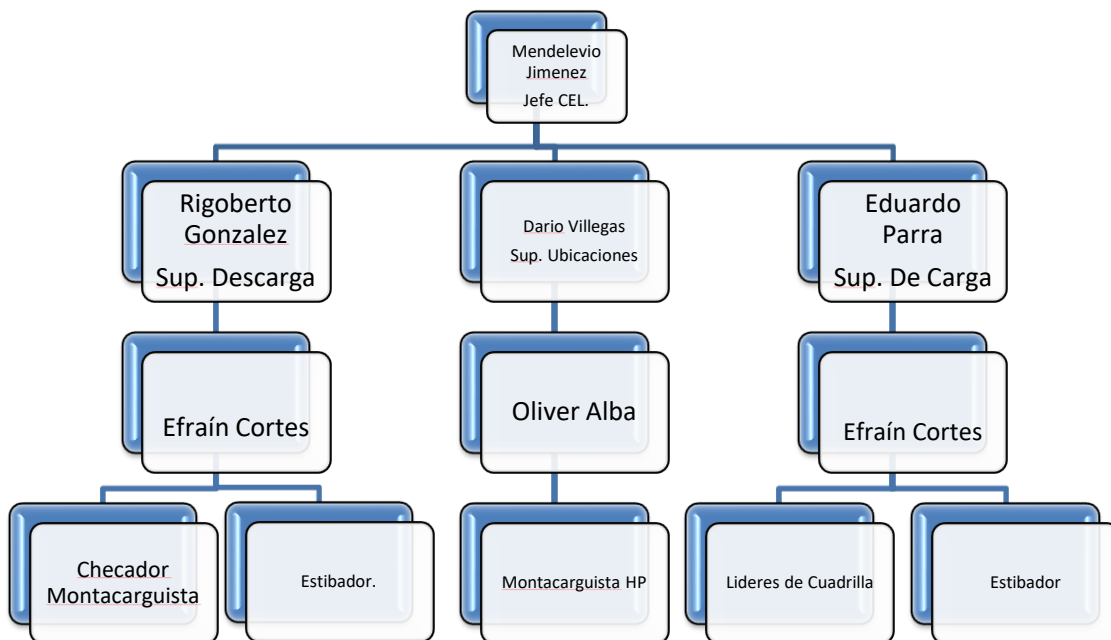 Mendelevio
Jimenez
Jefe CEL.
Rigoberto
Gonzalez
Sup. Descarga
Dario Villegas
Sup. Ubicaciones
Eduardo
Parra
Sup. De Carga
Efraín Cortes
Oliver Alba
Efraín Cortes
Checador
Montacarguista
Estibador.
Montacarguista HP
Lideres de Cuadrilla
Estibador